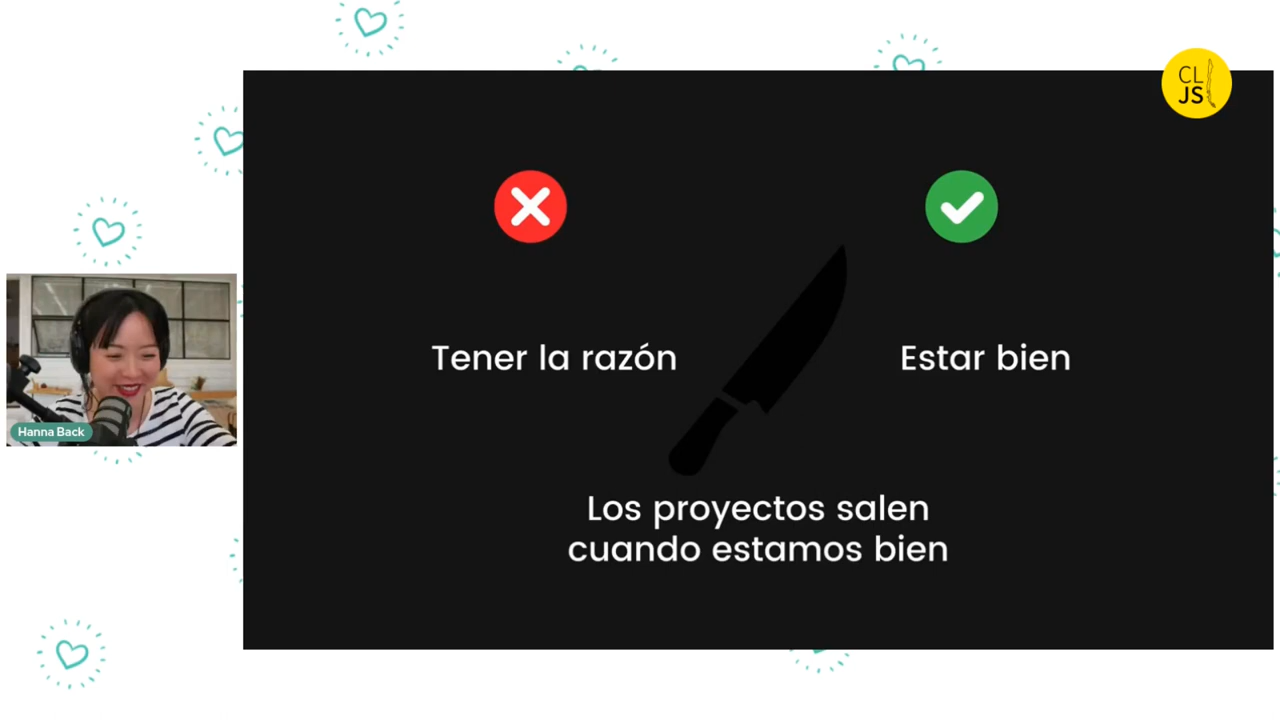 CL
JS
Tener la razón
Estar bien
Los proyectos salen
cuando estamos bien
Hanna Back